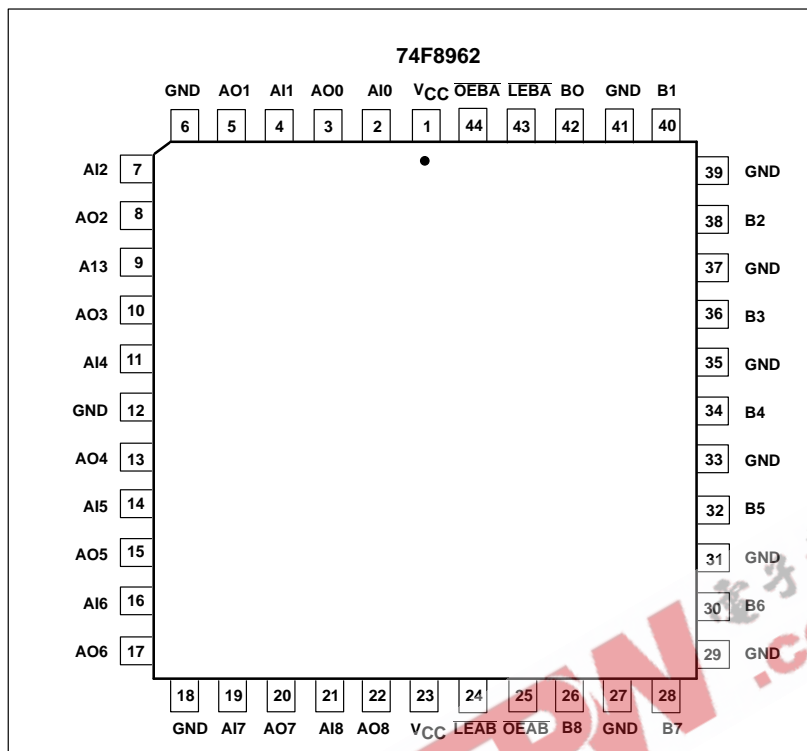 74F8962
GND AO1 AI1 AO0 AI0 VCC OEBA LEBA BO GND B1
6 5 4 3 2 1 44 43 42 41 40
AI2 7 39 GND
AO2 8 38 B2
A13 9 37 GND
AO3 10 36 B3
AI4 11 35 GND
GND 12 34 B4
AO4 13 33 GND
AI5 14 32 B5
AO5 15 31 GND
AI6 16 30 B6
AO6 17 29 GND
18 19 20 21 22 23 24 25 26 27 28
GND AI7 AO7 AI8 AO8 VCC LEAB OEAB B8 GND B7